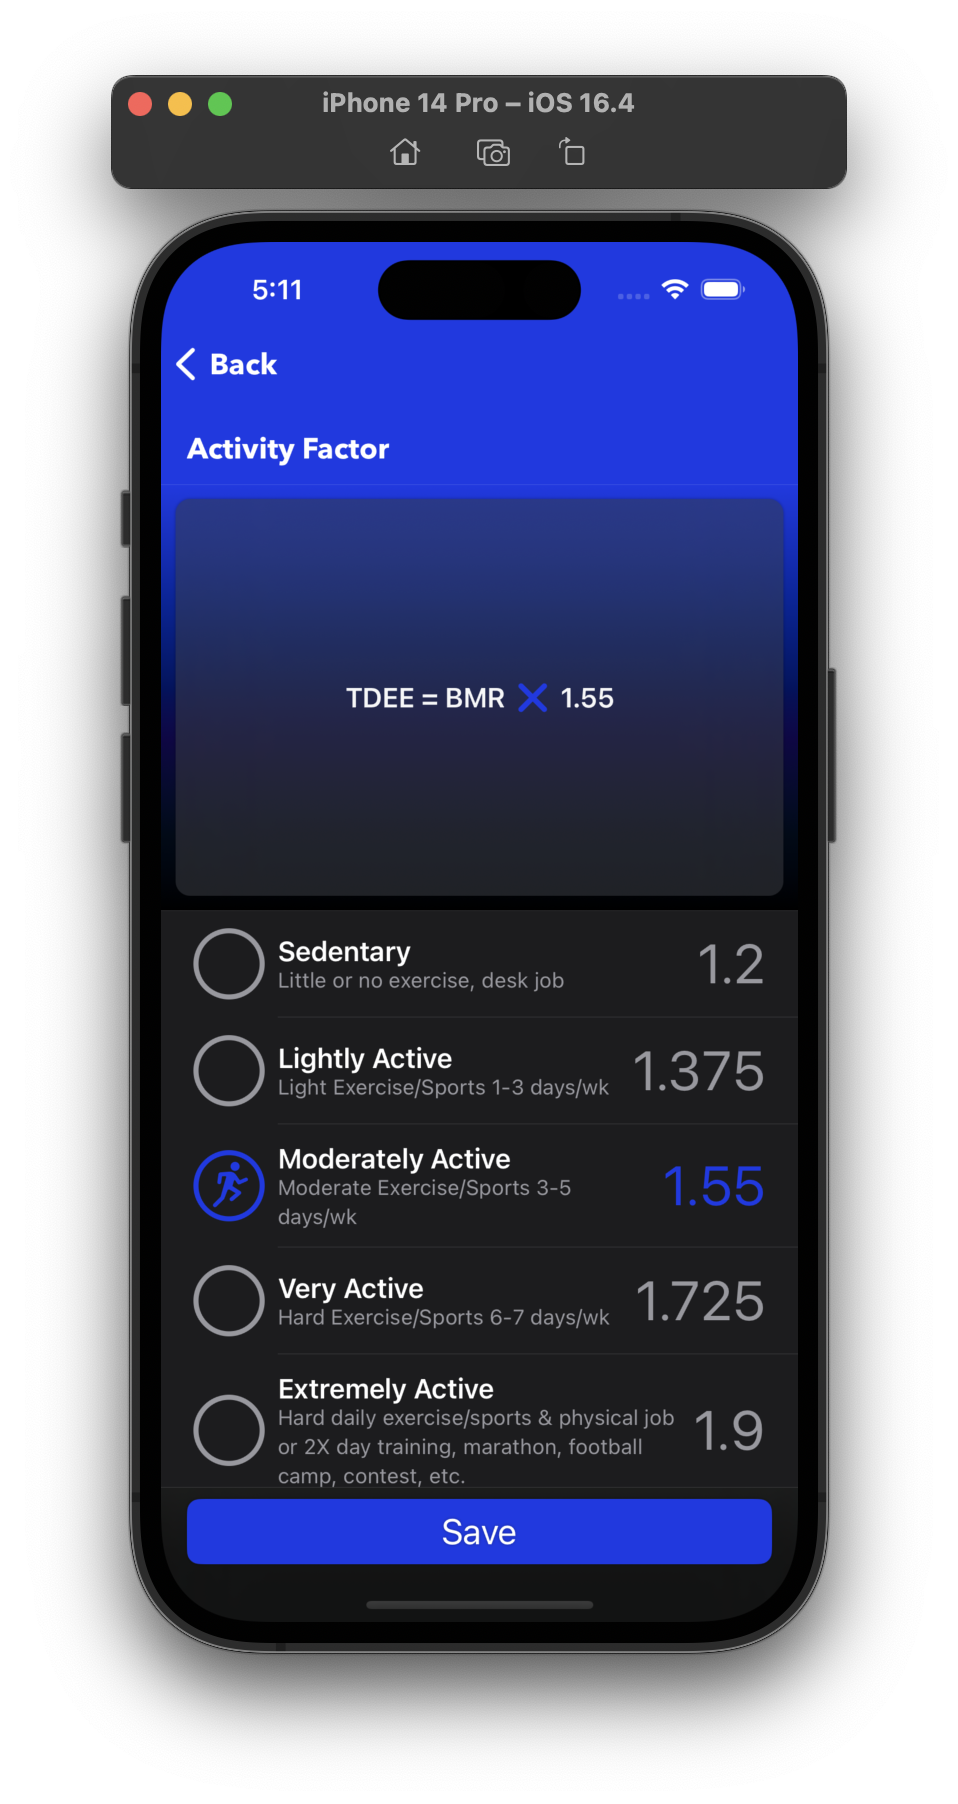 iPhone 14 Pro – iOS 16.4
5:11
Back
Activity Factor
TDEE = BMR ✕ 1.55
Sedentary
Little or no exercise, desk job
1.2
Lightly Active
Light Exercise/Sports 1-3 days/wk
1.375
Moderately Active
Moderate Exercise/Sports 3-5
days/wk
1.55
Very Active
Hard Exercise/Sports 6-7 days/wk
1.725
Extremely Active
Hard daily exercise/sports & physical job
or 2X day training, marathon, football
camp, contest, etc.
1.9
Save